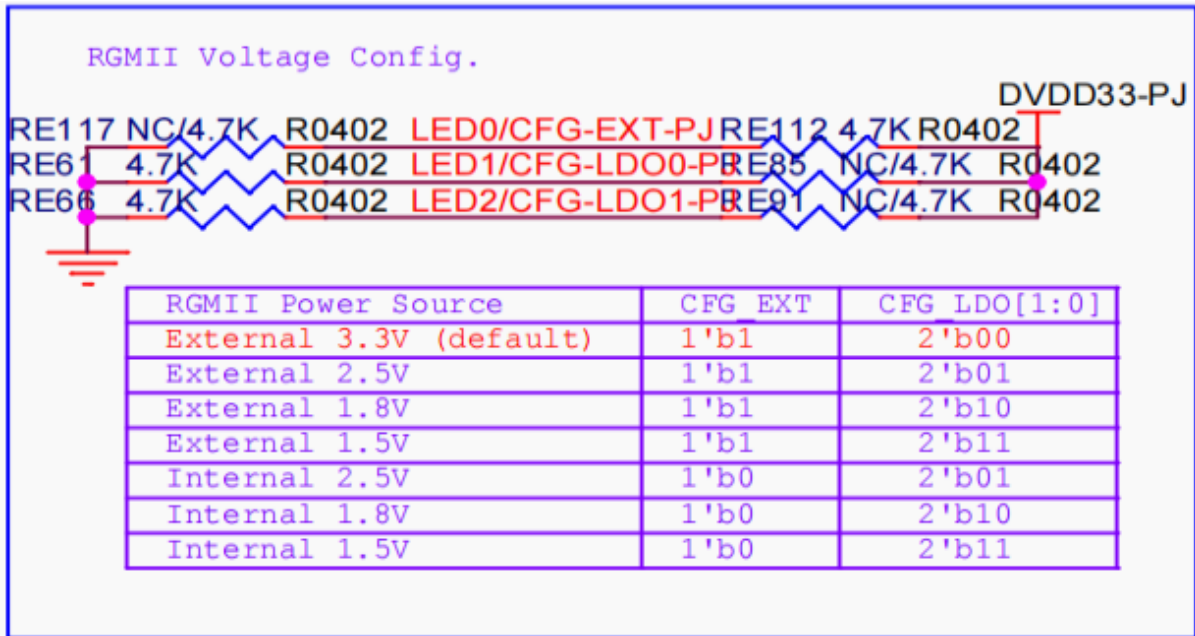 RGMII Voltage Config.
DVDD33-PJ
RE117 NC/4.7K R0402 LED0/CFG-EXT-PJ RE112 4.7K R0402
RE61 4.7K R0402 LED1/CFG-LDO0-PJ RE85 NC/4.7K R0402
RE66 4.7K R0402 LED2/CFG-LDO1-PJ RE91 NC/4.7K R0402
RGMII Power Source CFG_EXT CFG_LDO[1:0]
External 3.3V (default) 1'b1 2'b00
External 2.5V 1'b1 2'b01
External 1.8V 1'b1 2'b10
External 1.5V 1'b1 2'b11
Internal 2.5V 1'b0 2'b01
Internal 1.8V 1'b0 2'b10
Internal 1.5V 1'b0 2'b11